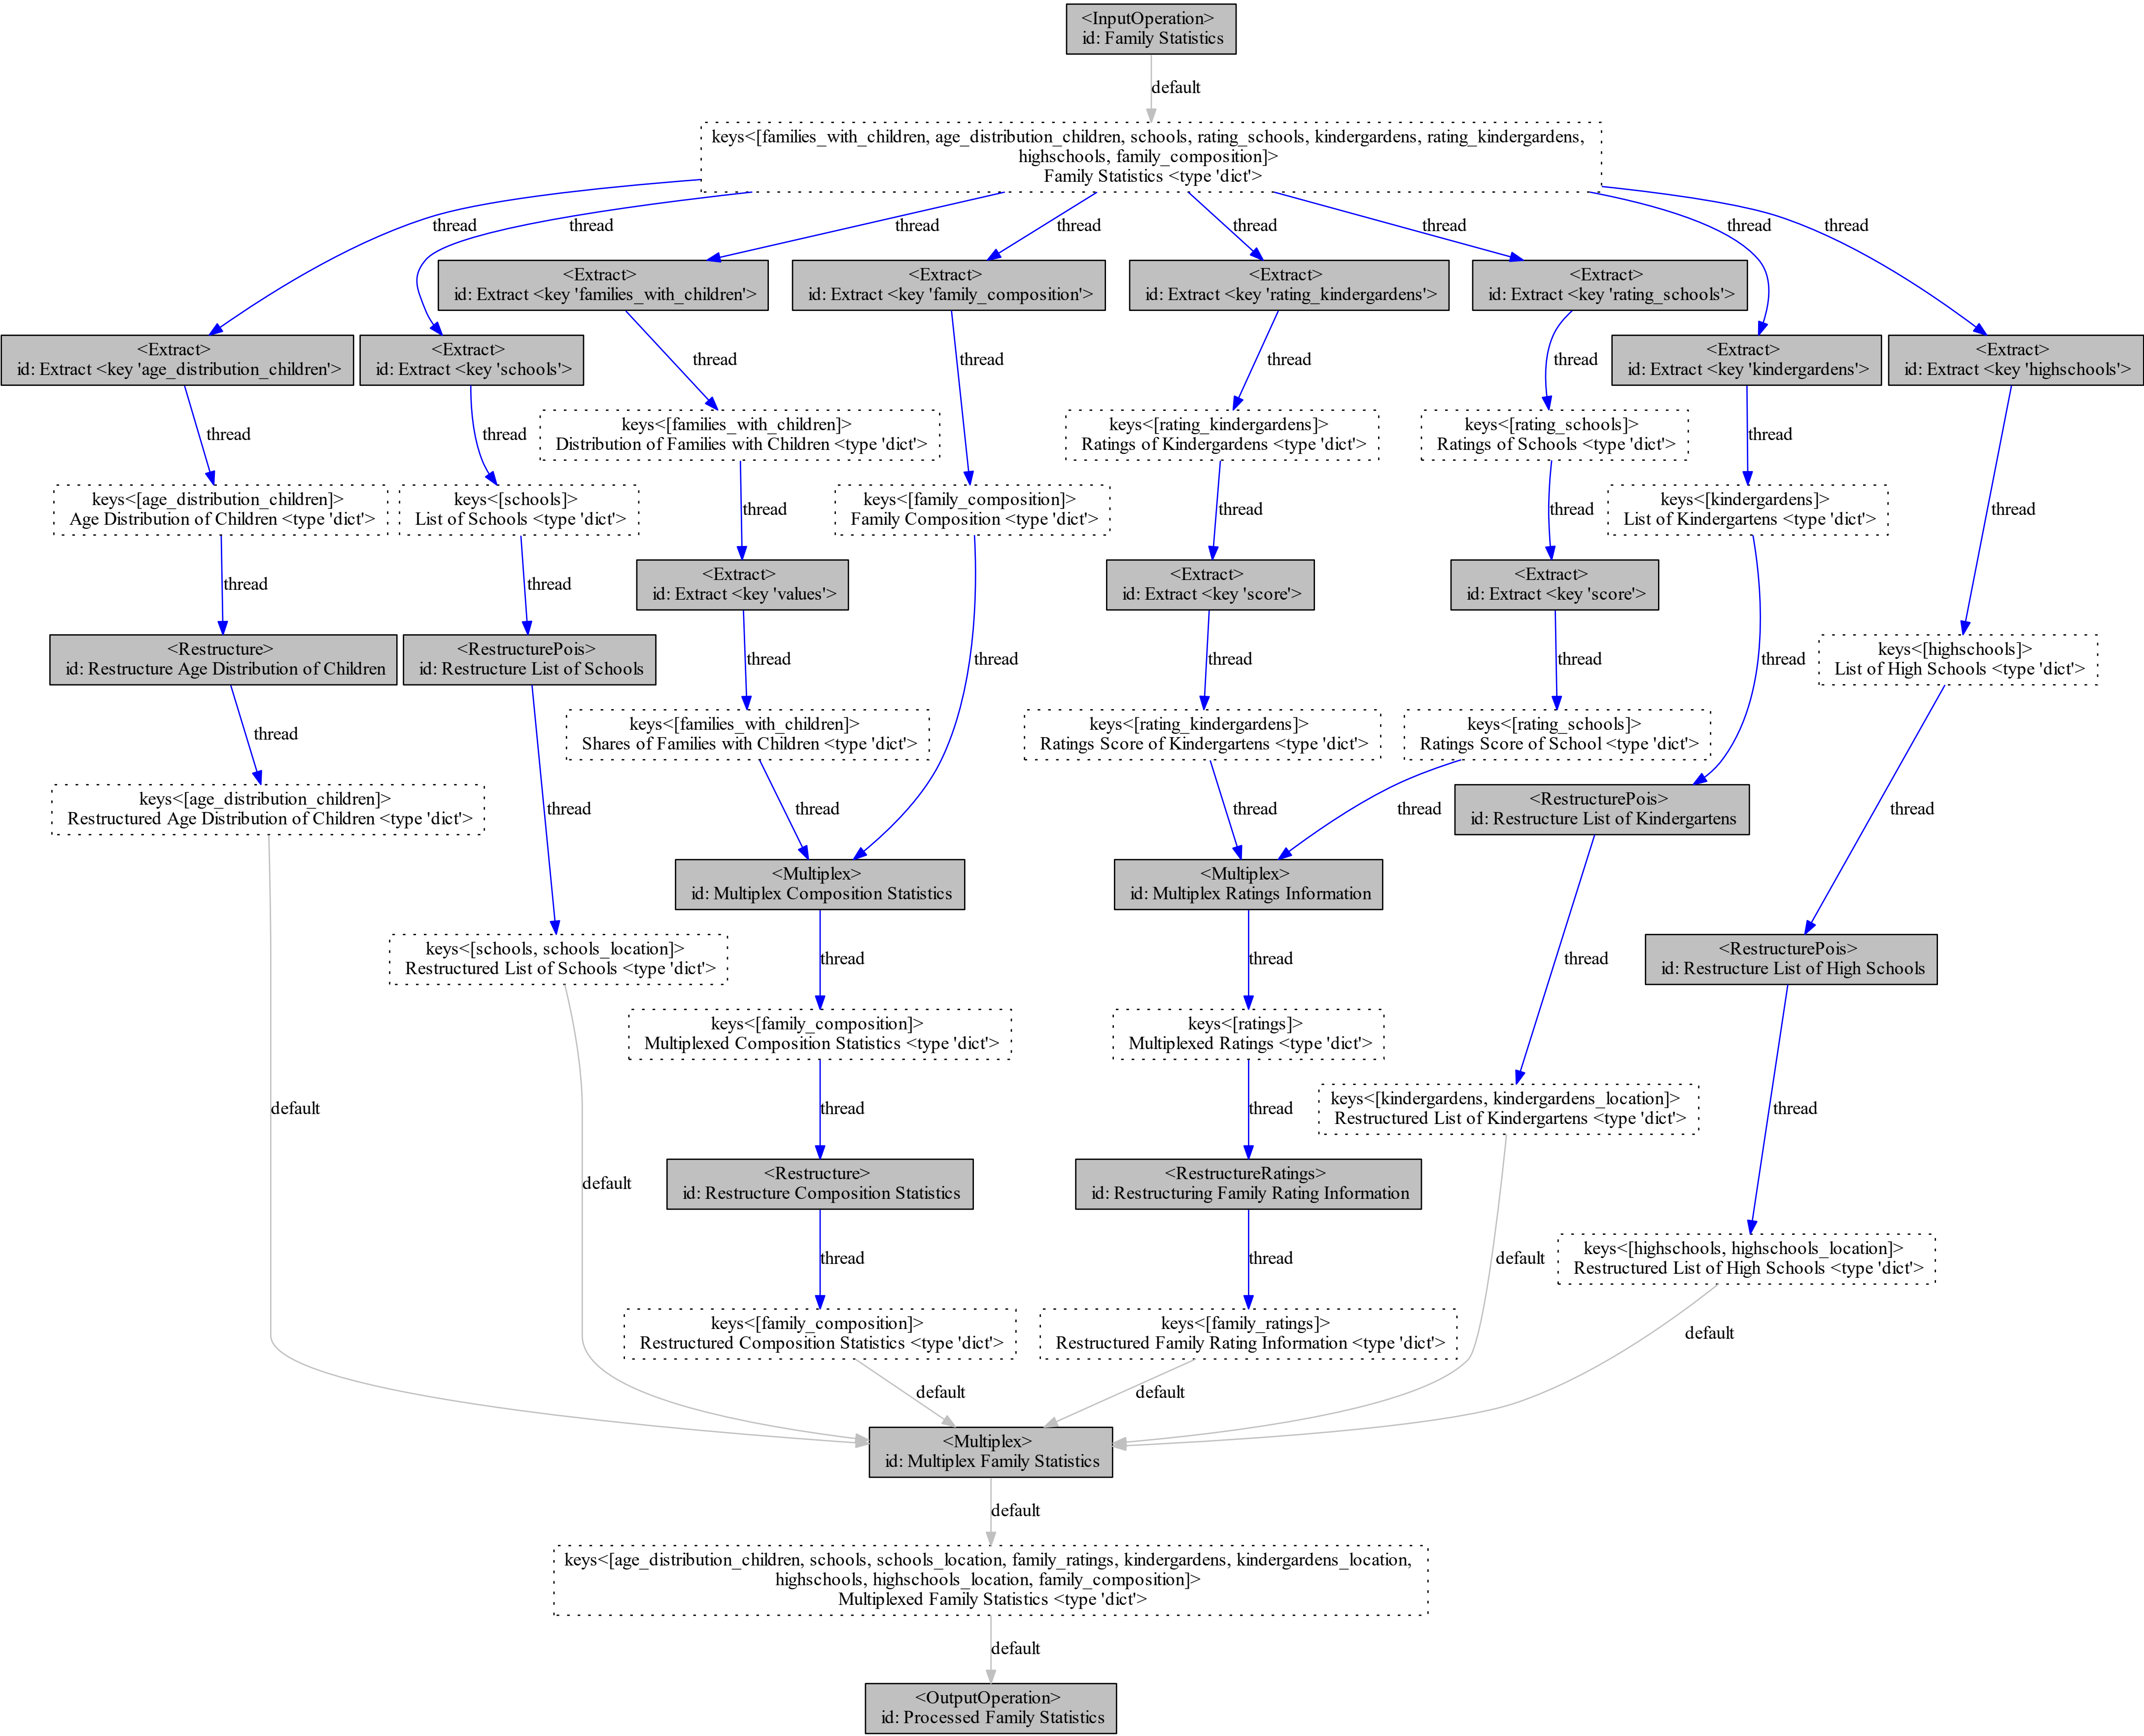 <InputOperation>
id: Family Statistics
default
keys<[families_with_children, age_distribution_children, schools, rating_schools, kindergardens, rating_kindergardens,
highschools, family_composition]>
Family Statistics <type 'dict'>
thread
thread
thread
thread
thread
thread
thread
thread
<Extract>
id: Extract <key 'families_with_children'>
<Extract>
id: Extract <key 'family_composition'>
<Extract>
id: Extract <key 'rating_kindergardens'>
<Extract>
id: Extract <key 'rating_schools'>
<Extract>
id: Extract <key 'age_distribution_children'>
<Extract>
id: Extract <key 'schools'>
thread
thread
thread
thread
<Extract>
id: Extract <key 'kindergardens'>
<Extract>
id: Extract <key 'highschools'>
thread
thread
keys<[families_with_children]>
Distribution of Families with Children <type 'dict'>
keys<[rating_kindergardens]>
Ratings of Kindergardens <type 'dict'>
keys<[rating_schools]>
Ratings of Schools <type 'dict'>
thread
keys<[age_distribution_children]>
Age Distribution of Children <type 'dict'>
keys<[schools]>
List of Schools <type 'dict'>
thread
keys<[family_composition]>
Family Composition <type 'dict'>
thread
thread
keys<[kindergardens]>
List of Kindergartens <type 'dict'>
thread
thread
thread
<Extract>
id: Extract <key 'values'>
<Extract>
id: Extract <key 'score'>
<Extract>
id: Extract <key 'score'>
<Restructure>
id: Restructure Age Distribution of Children
<RestructurePois>
id: Restructure List of Schools
thread
thread
thread
thread
thread
keys<[highschools]>
List of High Schools <type 'dict'>
thread
keys<[families_with_children]>
Shares of Families with Children <type 'dict'>
keys<[rating_kindergardens]>
Ratings Score of Kindergartens <type 'dict'>
keys<[rating_schools]>
Ratings Score of School <type 'dict'>
keys<[age_distribution_children]>
Restructured Age Distribution of Children <type 'dict'>
thread
thread
thread
thread
<RestructurePois>
id: Restructure List of Kindergartens
thread
<Multiplex>
id: Multiplex Composition Statistics
<Multiplex>
id: Multiplex Ratings Information
keys<[schools, schools_location]>
Restructured List of Schools <type 'dict'>
thread
thread
thread
<RestructurePois>
id: Restructure List of High Schools
keys<[family_composition]>
Multiplexed Composition Statistics <type 'dict'>
keys<[ratings]>
Multiplexed Ratings <type 'dict'>
default
thread
thread
keys<[kindergardens, kindergardens_location]>
Restructured List of Kindergartens <type 'dict'>
thread
default
<Restructure>
id: Restructure Composition Statistics
<RestructureRatings>
id: Restructuring Family Rating Information
thread
thread
default
keys<[highschools, highschools_location]>
Restructured List of High Schools <type 'dict'>
keys<[family_composition]>
Restructured Composition Statistics <type 'dict'>
keys<[family_ratings]>
Restructured Family Rating Information <type 'dict'>
default
default
default
<Multiplex>
id: Multiplex Family Statistics
default
keys<[age_distribution_children, schools, schools_location, family_ratings, kindergardens, kindergardens_location,
highschools, highschools_location, family_composition]>
Multiplexed Family Statistics <type 'dict'>
default
<OutputOperation>
id: Processed Family Statistics